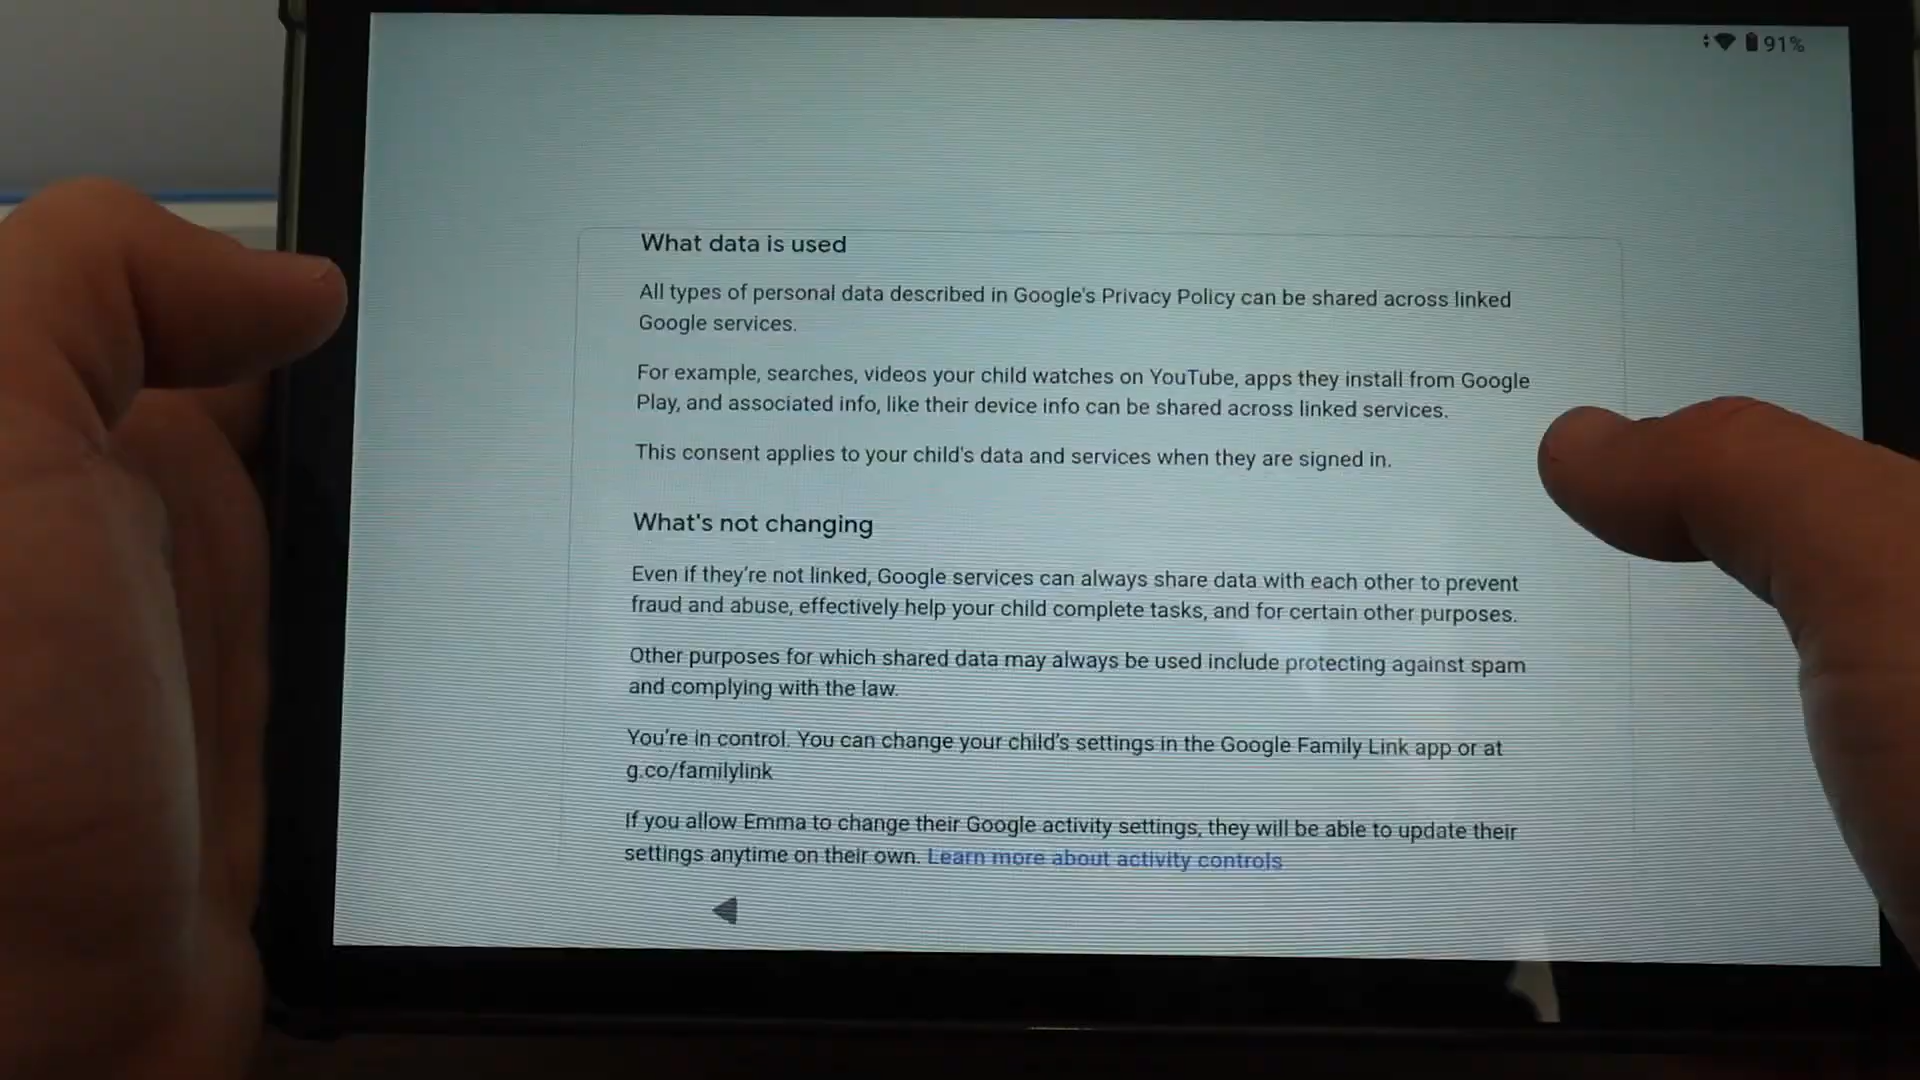 91%
What data is used
All types of personal data described in Google's Privacy Policy can be shared across linked
Google services.
For example, searches, videos your child watches on YouTube, apps they install from Google
Play, and associated info, like their device info can be shared across linked services.
This consent applies to your child's data and services when they are signed in.
What's not changing
Even if they're not linked, Google services can always share data with each other to prevent
fraud and abuse, effectively help your child complete tasks, and for certain other purposes.
Other purposes for which shared data may always be used include protecting against spam
and complying with the law.
You're in control. You can change your child's settings in the Google Family Link app or at
g.co/familylink
If you allow Emma to change their Google activity settings, they will be able to update their
settings anytime on their own. Learn more about activity controls